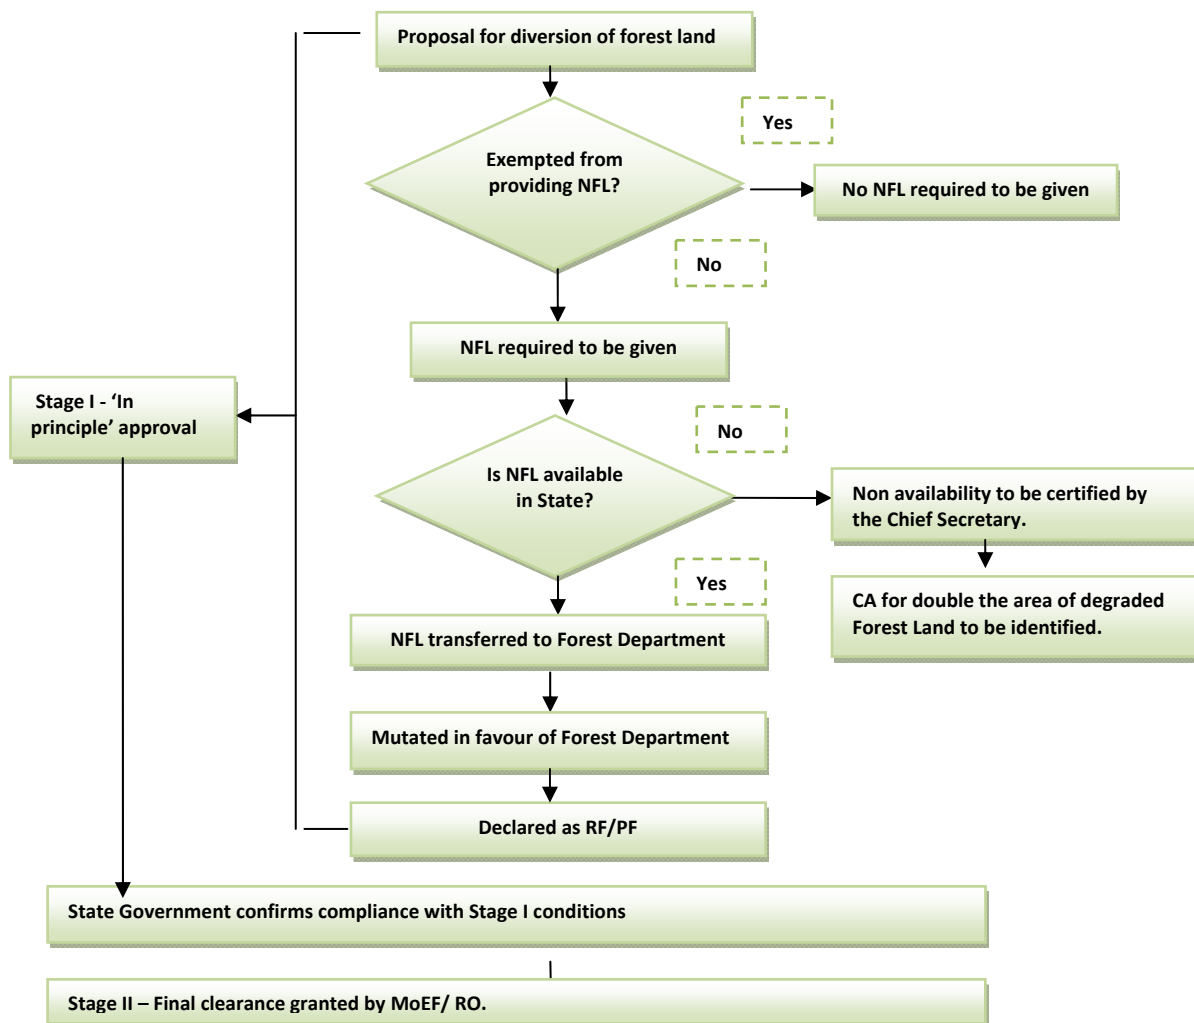 Proposal for diversion of forest land
Yes
Exempted from
providing NFL?
No NFL required to be given
No
NFL required to be given
Stage I - ‘In
principle’ approval
No
Is NFL available
in State?
Non availability to be certified by
the Chief Secretary.
Yes
CA for double the area of degraded
Forest Land to be identified.
NFL transferred to Forest Department
Mutated in favour of Forest Department
Declared as RF/PF
State Government confirms compliance with Stage I conditions
Stage II – Final clearance granted by MoEF/ RO.